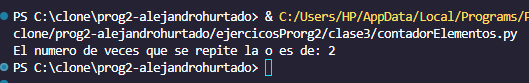 PS C:\clone\prog2-alejandrohurtado> & C:/Users/HP/AppData/Local/Programs/
clone/prog2-alejandrohurtado/ejercicosProrg2/clase3/contadorElementos.py
El numero de veces que se repite la o es de: 2
PS C:\clone\prog2-alejandrohurtado>